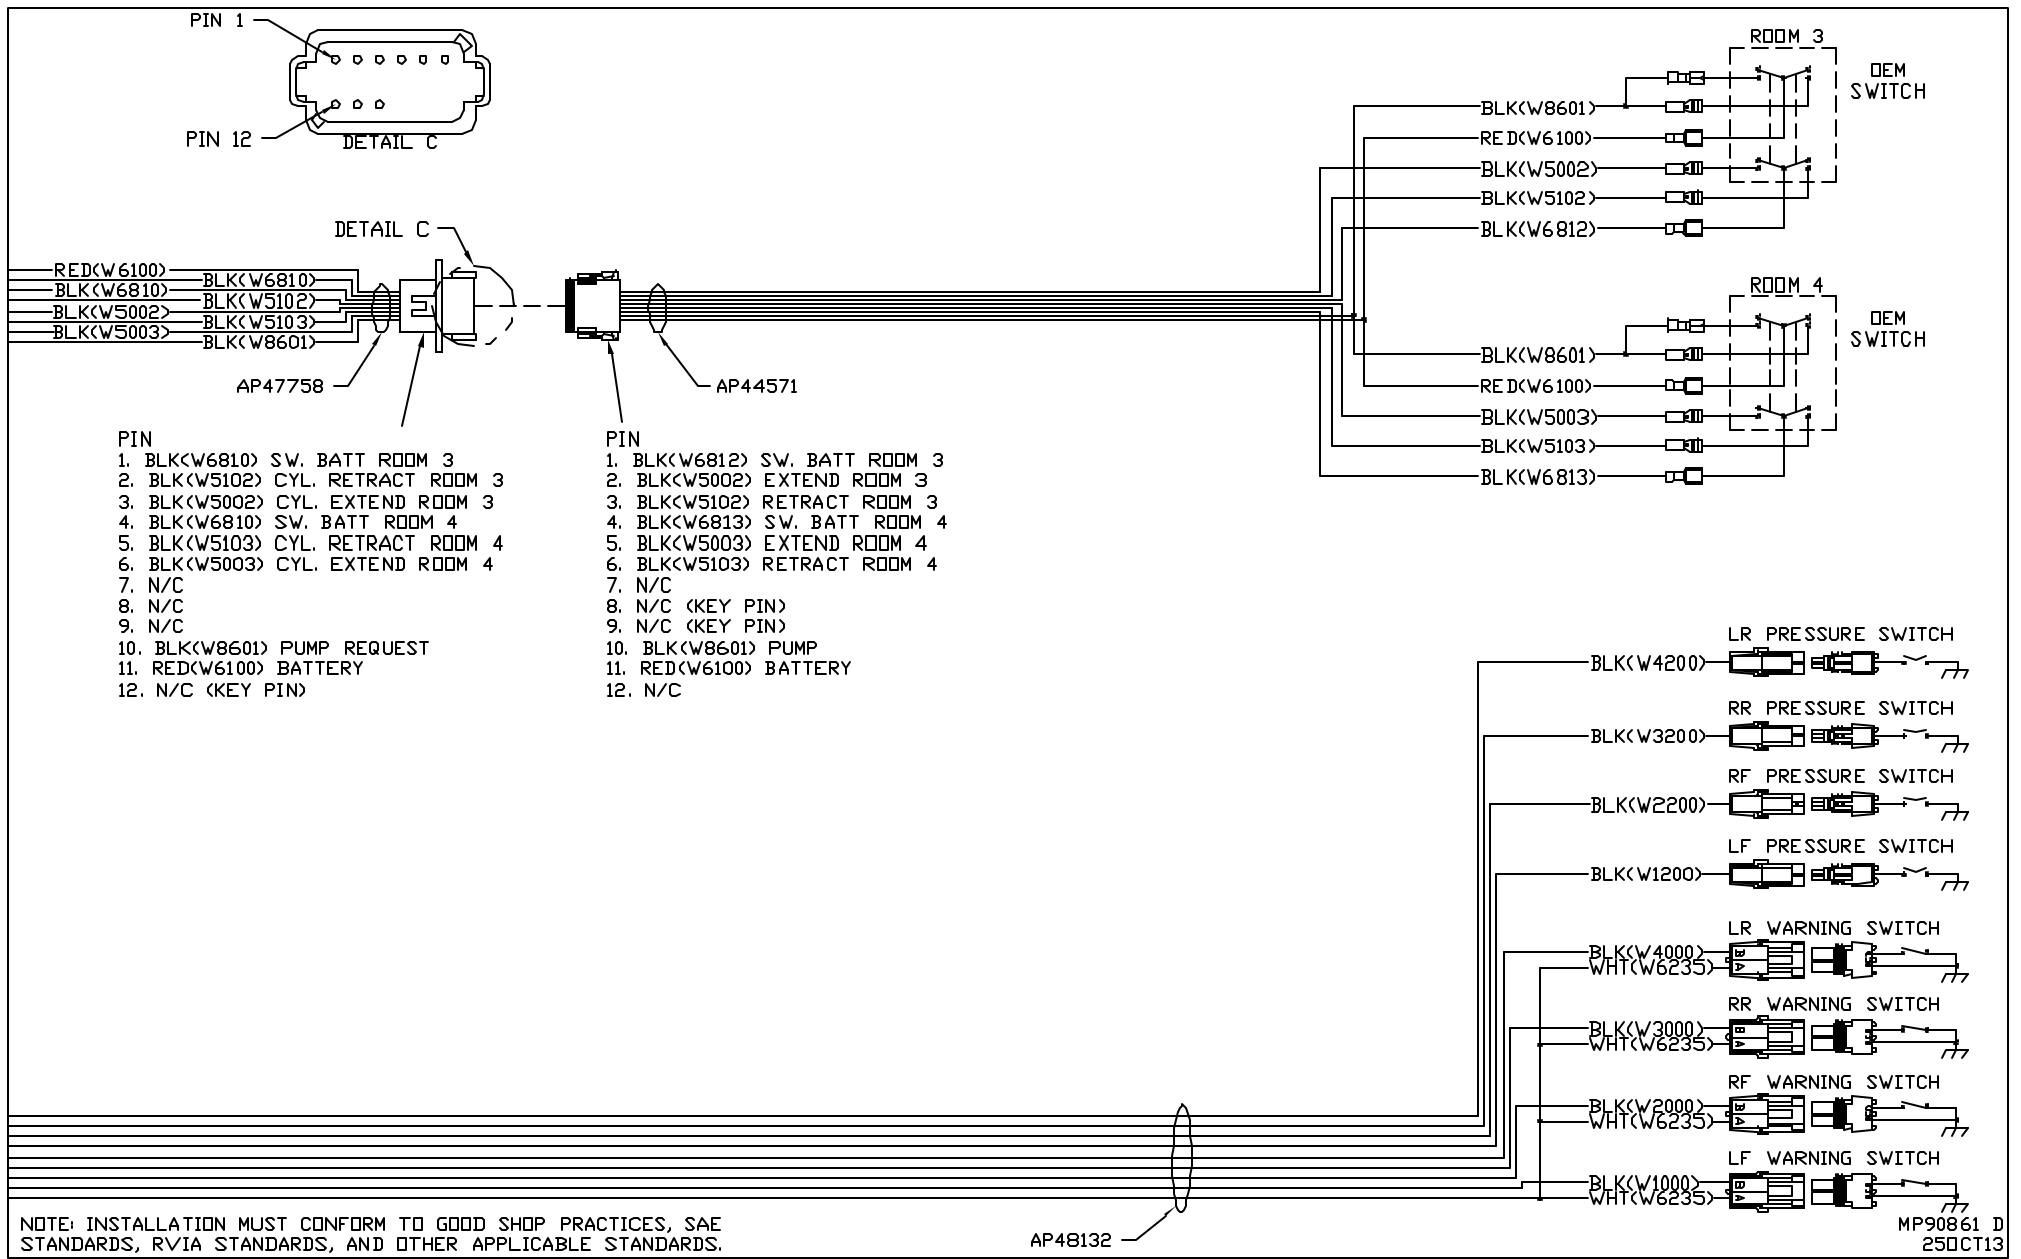 PIN 1
PIN 12
DETAIL C
DETAIL C
RED(W6100)
BLK(W6810)
BLK(W6810)
BLK(W5102)
BLK(W5002)
BLK(W5103)
BLK(W5003)
BLK(W8601)
AP47758
AP44571
PIN
1. BLK(W6810) SW. BATT ROOM 3
2. BLK(W5102) CYL. RETRACT ROOM 3
3. BLK(W5002) CYL. EXTEND ROOM 3
4. BLK(W6810) SW. BATT ROOM 4
5. BLK(W5103) CYL. RETRACT ROOM 4
6. BLK(W5003) CYL. EXTEND ROOM 4
7. N/C
8. N/C
9. N/C
10. BLK(W8601) PUMP REQUEST
11. RED(W6100) BATTERY
12. N/C (KEY PIN)
PIN
1. BLK(W6812) SW. BATT ROOM 3
2. BLK(W5002) EXTEND ROOM 3
3. BLK(W5102) RETRACT ROOM 3
4. BLK(W6813) SW. BATT ROOM 4
5. BLK(W5003) EXTEND ROOM 4
6. BLK(W5103) RETRACT ROOM 4
7. N/C
8. N/C (KEY PIN)
9. N/C (KEY PIN)
10. BLK(W8601) PUMP
11. RED(W6100) BATTERY
12. N/C
ROOM 3
OEM
SWITCH
BLK(W8601)
RED(W6100)
BLK(W5002)
BLK(W5102)
BLK(W6812)
ROOM 4
OEM
SWITCH
BLK(W8601)
RED(W6100)
BLK(W5003)
BLK(W5103)
BLK(W6813)
LR PRESSURE SWITCH
BLK(W4200)
RR PRESSURE SWITCH
BLK(W3200)
RF PRESSURE SWITCH
BLK(W2200)
LF PRESSURE SWITCH
BLK(W1200)
LR WARNING SWITCH
BLK(W4000)
WHT(W6235)
B
A
RR WARNING SWITCH
BLK(W3000)
WHT(W6235)
B
A
RF WARNING SWITCH
BLK(W2000)
WHT(W6235)
B
A
LF WARNING SWITCH
BLK(W1000)
WHT(W6235)
B
A
AP48132
NOTE: INSTALLATION MUST CONFORM TO GOOD SHOP PRACTICES, SAE
STANDARDS, RVIA STANDARDS, AND OTHER APPLICABLE STANDARDS.
MP90861 D
25OCT13